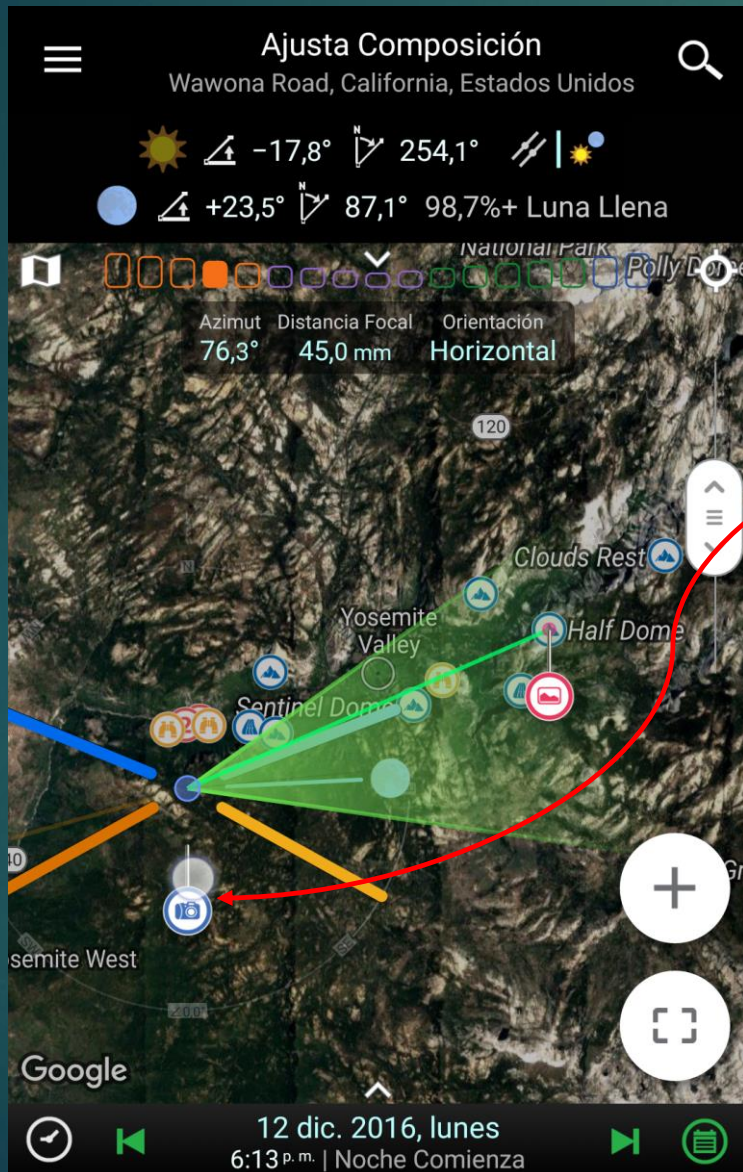 Ajusta Composición
Wawona Road, California, Estados Unidos
−17,8° N 254,1°
+23,5° N 87,1° 98,7%+ Luna Llena
National Park
Polly Dome
Azimut Distancia Focal Orientación
76,3° 45,0 mm Horizontal
120
Clouds Rest
Yosemite
Valley
Half Dome
Sentinel Dome
40
osemite West
Google
12 dic. 2016, lunes
6:13 p. m. | Noche Comienza